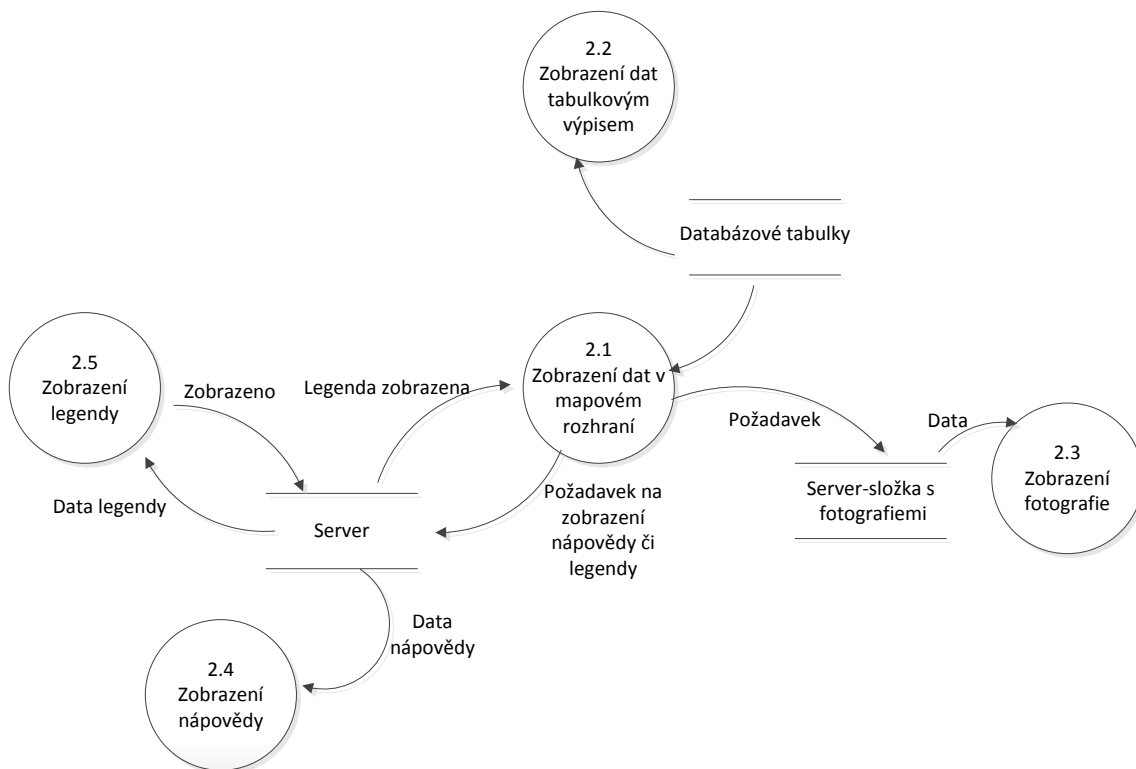 2.2
Zobrazení dat
tabulkovým
výpisem
Databázové tabulky
2.5
Zobrazení
legendy
Zobrazeno
Legenda zobrazena
2.1
Zobrazení dat v
mapovém
rozhraní
Požadavek
Data
2.3
Zobrazení
fotografie
Data legendy
Server
Požadavek na
zobrazení
nápovědy či
legendy
Server-složka s
fotografiemi
Data
nápovědy
2.4
Zobrazení
nápovědy